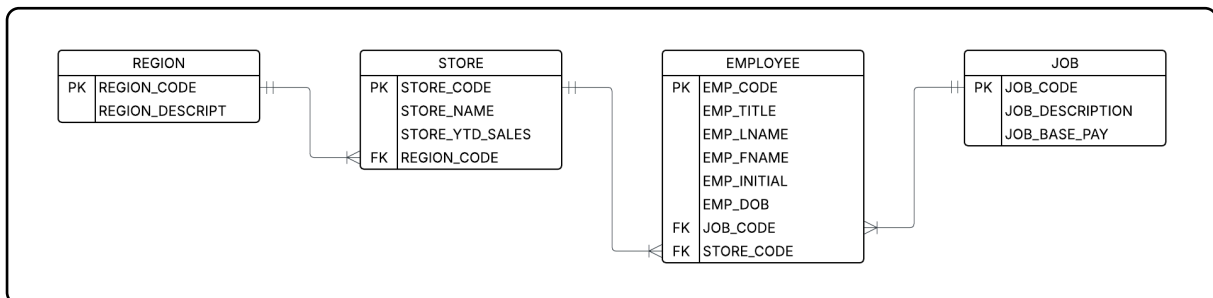 REGION
PK REGION_CODE
REGION_DESCRIPT
STORE
PK STORE_CODE
STORE_NAME
STORE_YTD_SALES
FK REGION_CODE
EMPLOYEE
PK EMP_CODE
EMP_TITLE
EMP_LNAME
EMP_FNAME
EMP_INITIAL
EMP_DOB
FK JOB_CODE
FK STORE_CODE
JOB
PK JOB_CODE
JOB_DESCRIPTION
JOB_BASE_PAY